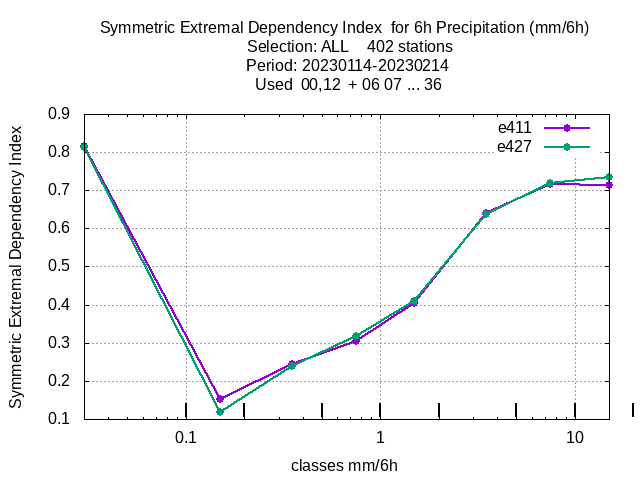 Symmetric Extremal Dependency Index  for 6h Precipitation (mm/6h)
Selection: ALL    402 stations
Period: 20230114-20230214
Used  00,12  + 06 07 ... 36
e411
e427
Symmetric Extremal Dependency Index
0.9
0.8
0.7
0.6
0.5
0.4
0.3
0.2
0.1
0.1 1 10
classes mm/6h